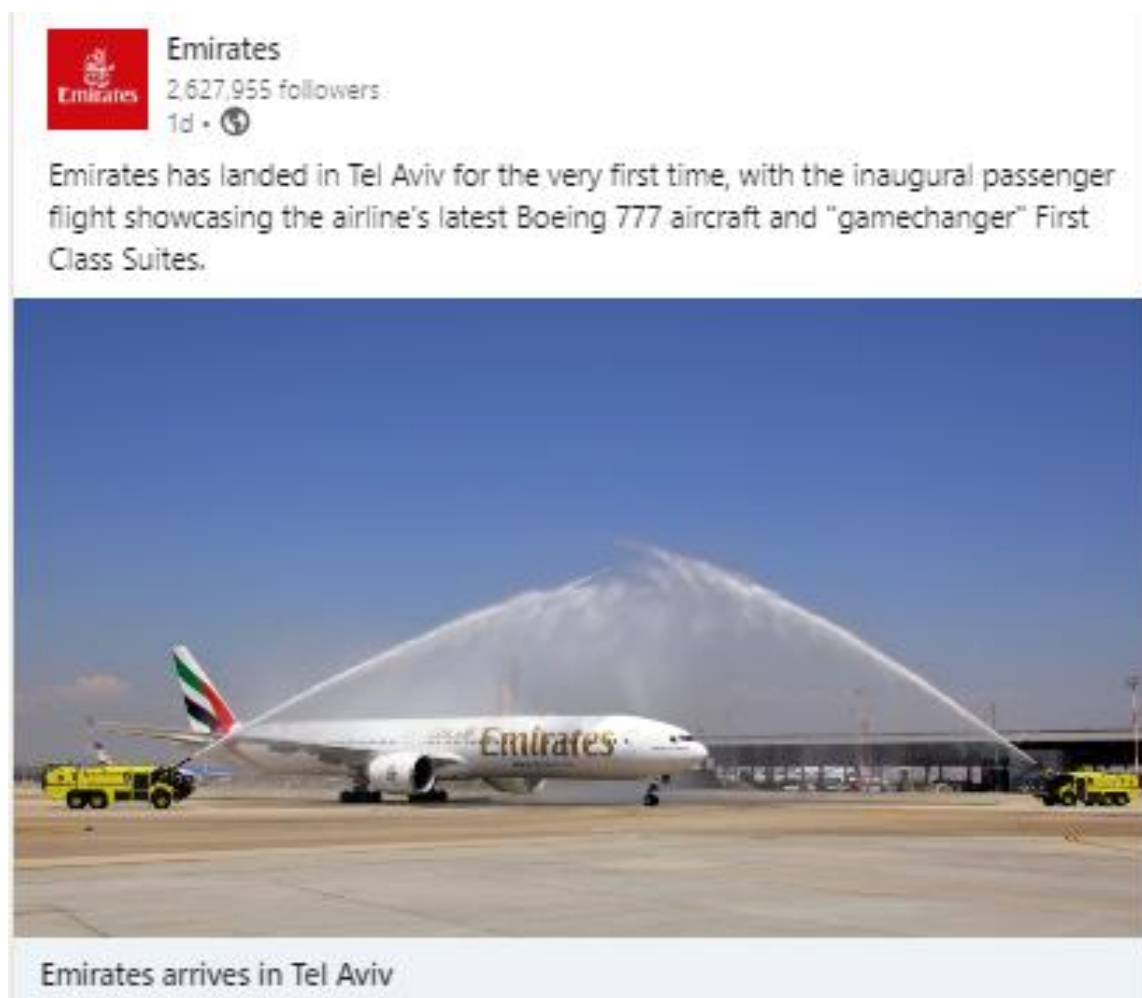 Emirates
Emirates
2,627,955 followers
1d •
Emirates has landed in Tel Aviv for the very first time, with the inaugural passenger
flight showcasing the airline's latest Boeing 777 aircraft and "gamechanger" First
Class Suites.
Emirates
Emirates arrives in Tel Aviv